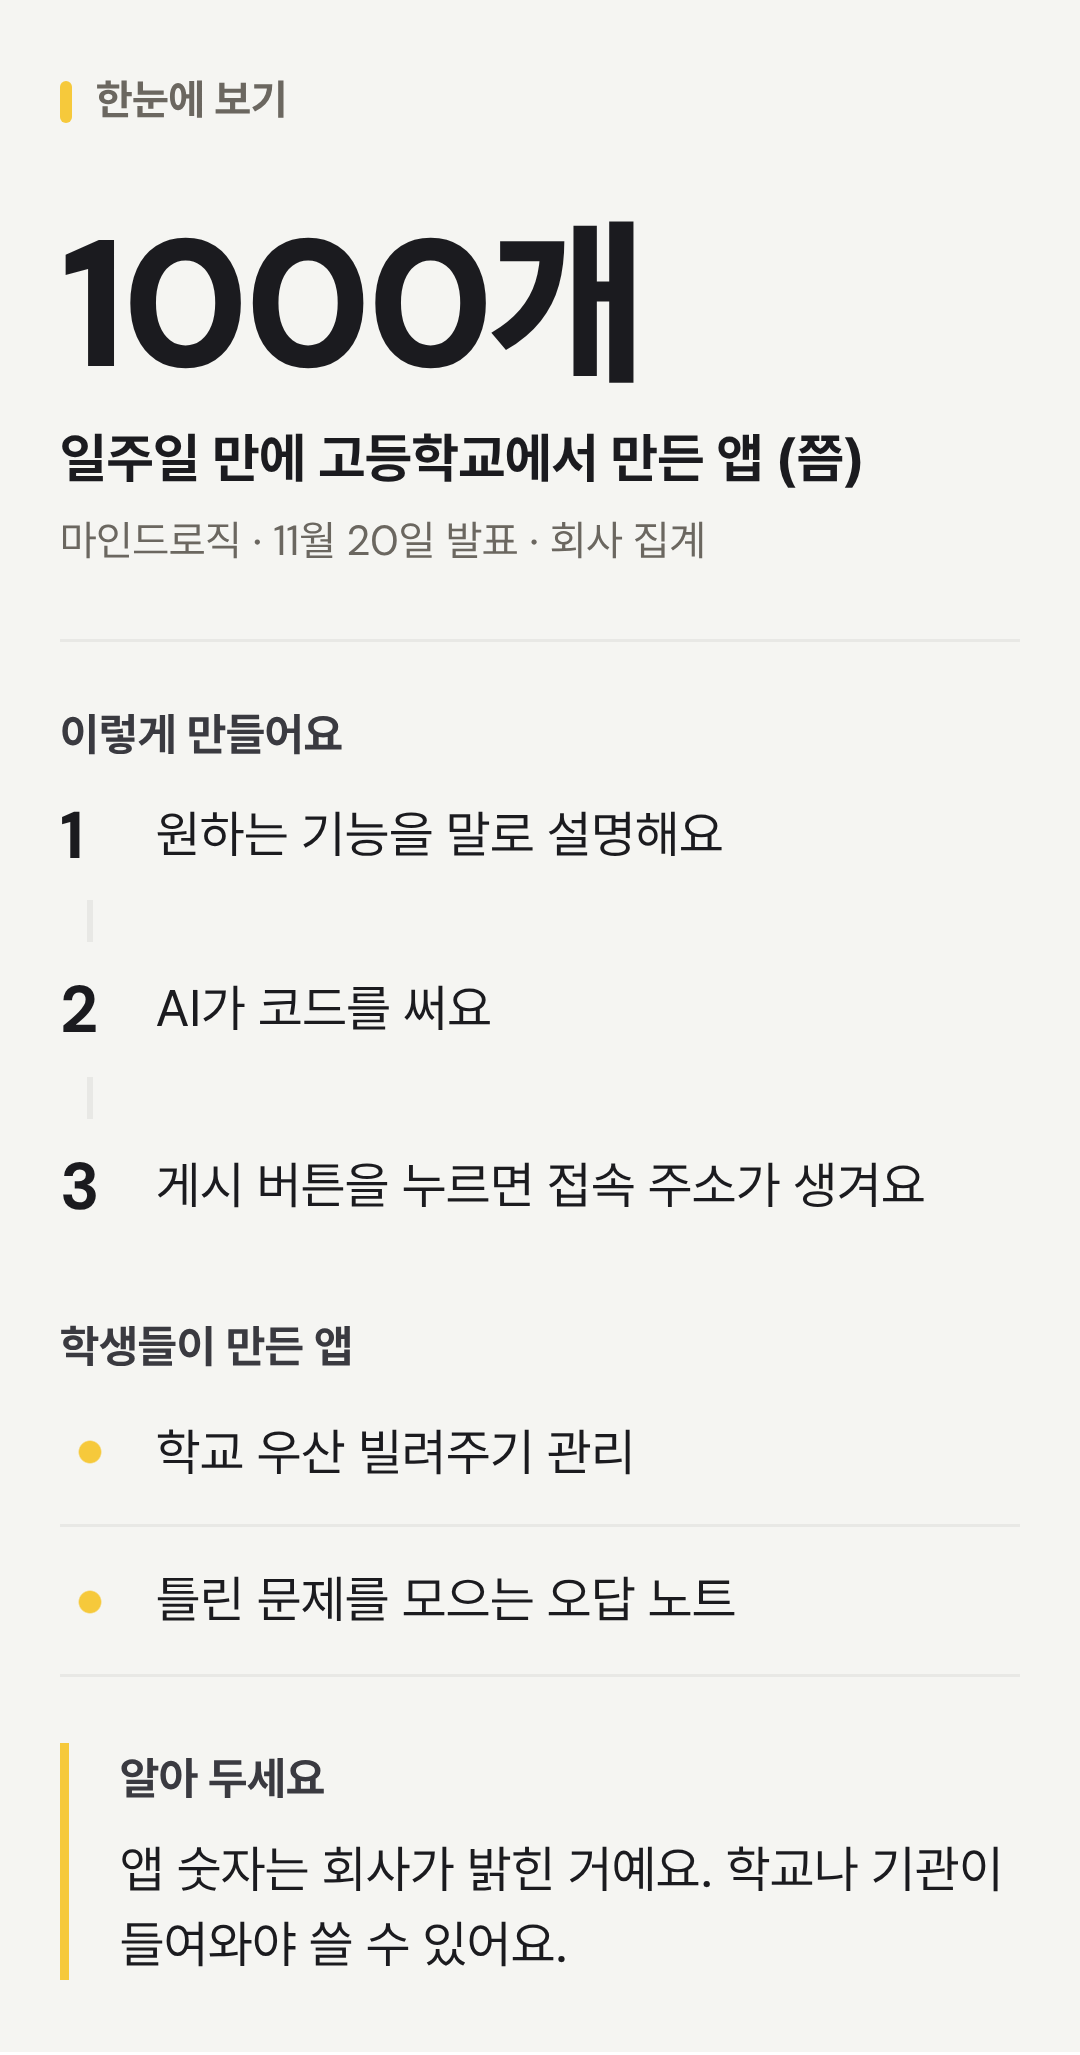 한눈에 보기
1000개
일주일 만에 고등학교에서 만든 앱 (쯤)
마인드로직 · 11월 20일 발표 · 회사 집계
이렇게 만들어요
1 원하는 기능을 말로 설명해요
2 AI가 코드를 써요
3 게시 버튼을 누르면 접속 주소가 생겨요
학생들이 만든 앱
학교 우산 빌려주기 관리
틀린 문제를 모으는 오답 노트
알아 두세요
앱 숫자는 회사가 밝힌 거예요. 학교나 기관이
들여와야 쓸 수 있어요.